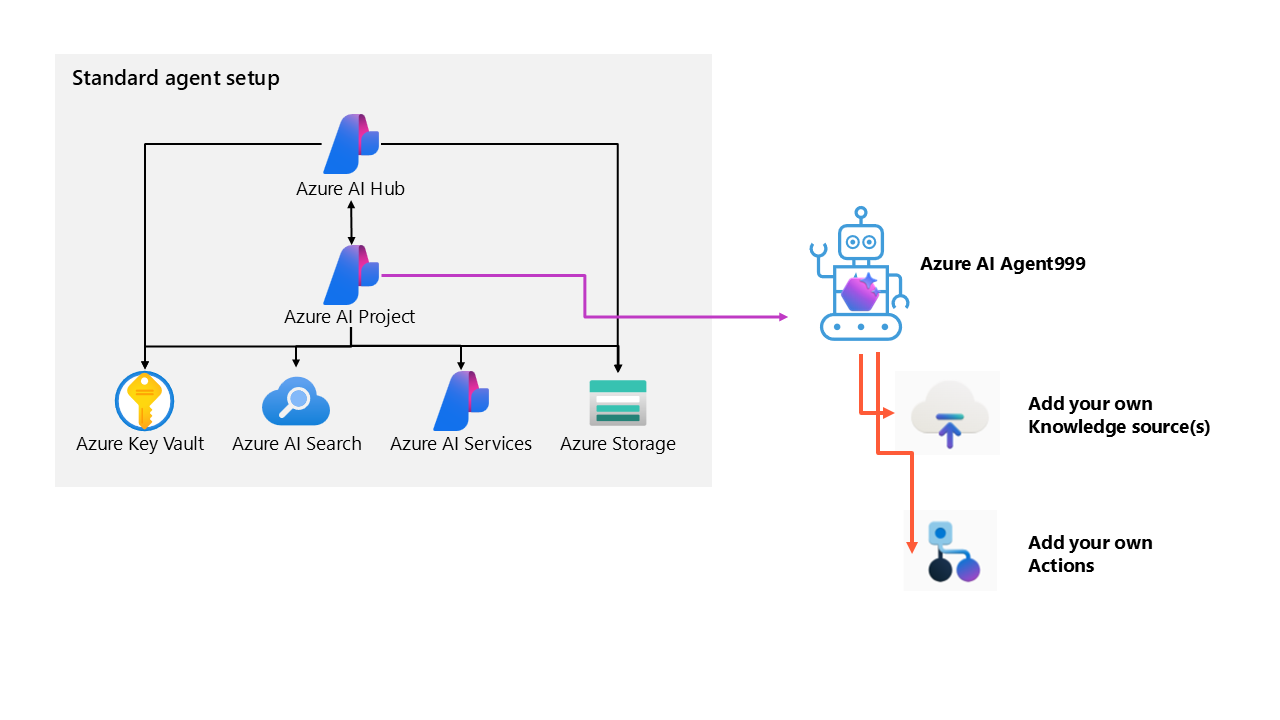 Standard agent setup
Azure AI Hub
Azure AI Project
Azure Key Vault
Azure AI Search
Azure AI Services
Azure Storage
Azure AI Agent999
Add your own
Knowledge source(s)
Add your own
Actions